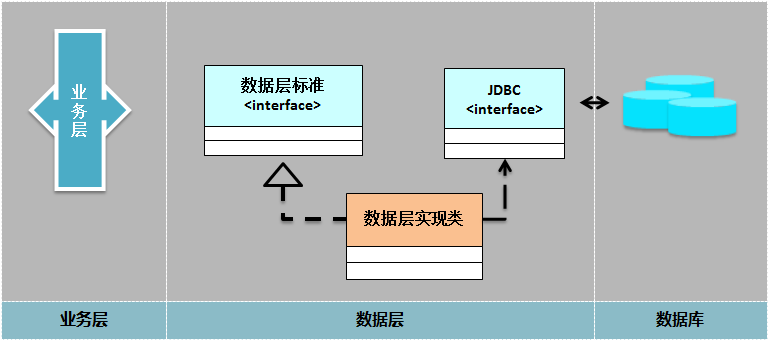 业
务
层
数据层标准
<interface>
JDBC
<interface>
数据层实现类
业务层
数据层
数据库